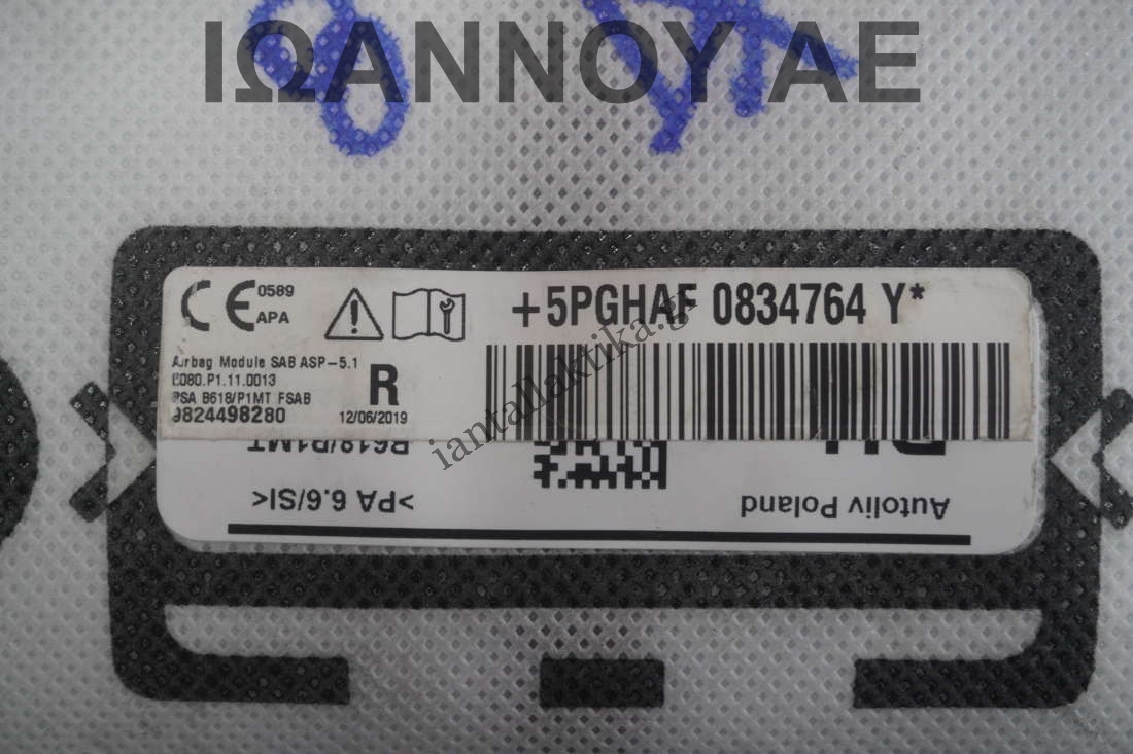 ΙΩΑΝΝΟΥ ΑΕ
CE 0589
APA
+5PGHAF 0834764 Y*
Airbag Module SAB ASP-5.1
E080.P1.11.0013
PSA B618/P1MT FSAB
9824498280
R
12/06/2019
iantallaktika.gr
B618/P1MT
>PA 6.6/SI<
Autoliv Poland